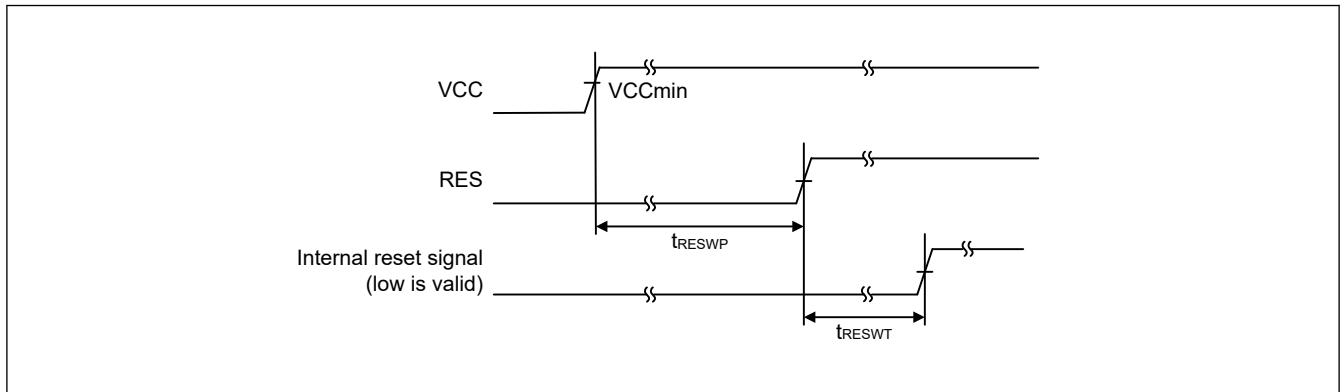 VCC
VCCmin
RES
tRESWP
Internal reset signal
(low is valid)
tRESWT